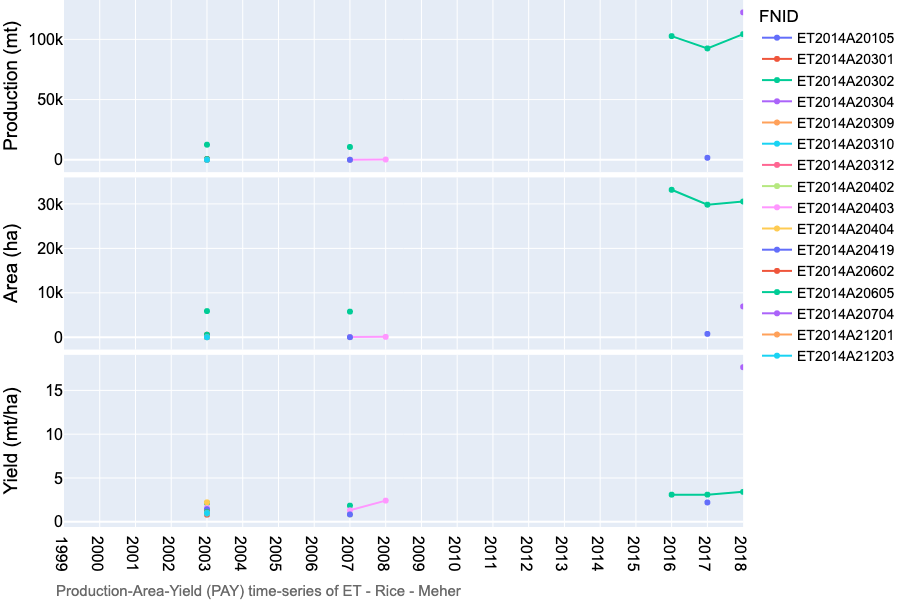 Production (mt)
100k
50k
0
Area (ha)
30k
20k
10k
0
Yield (mt/ha)
15
10
5
0
1999
2000
2001
2002
2003
2004
2005
2006
2007
2008
2009
2010
2011
2012
2013
2014
2015
2016
2017
2018
Production-Area-Yield (PAY) time-series of ET - Rice - Meher
FNID
ET2014A20105
ET2014A20301
ET2014A20302
ET2014A20304
ET2014A20309
ET2014A20310
ET2014A20312
ET2014A20402
ET2014A20403
ET2014A20404
ET2014A20419
ET2014A20602
ET2014A20605
ET2014A20704
ET2014A21201
ET2014A21203